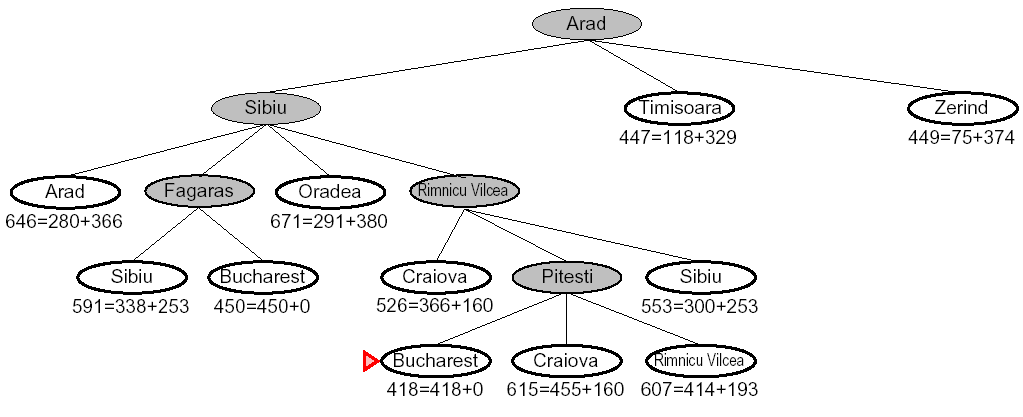 Arad
Sibiu
Timisoara
Zerind
447=118+329
449=75+374
Arad
Fagaras
Oradea
Rimnicu Vilcea
646=280+366
671=291+380
Sibiu
Bucharest
Craiova
Pitesti
Sibiu
591=338+253
450=450+0
526=366+160
553=300+253
Bucharest
Craiova
Rimnicu Vilcea
418=418+0
615=455+160
607=414+193